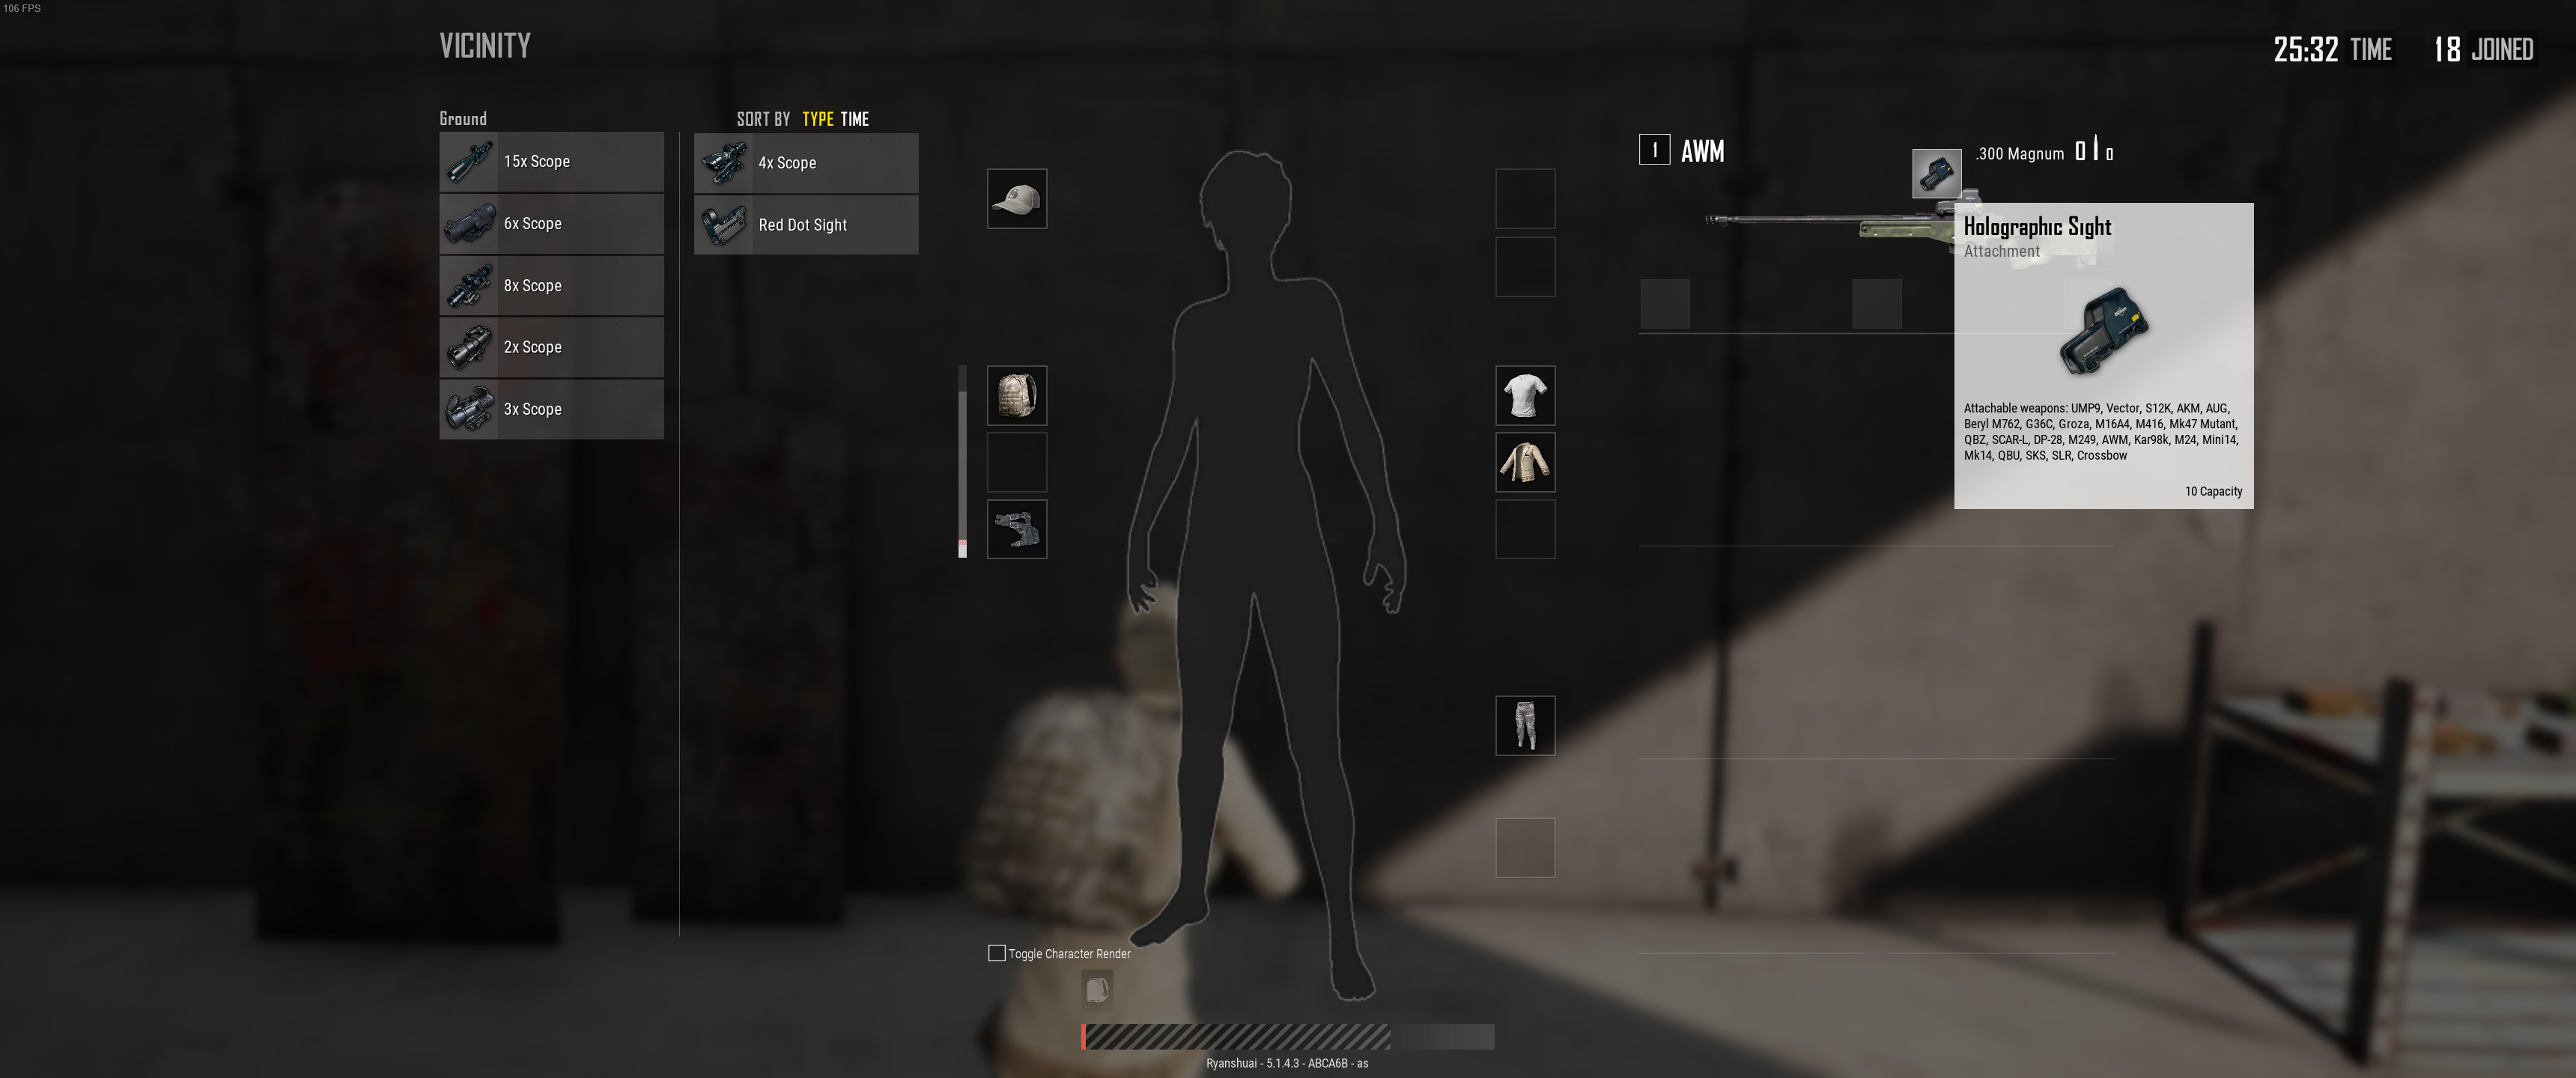 106 FPS
VICINITY
25:32 TIME 18 JOINED
Ground
SORT BY TYPE TIME
15x Scope
6x Scope
8x Scope
2x Scope
3x Scope
4x Scope
Red Dot Sight
1 AWM
.300 Magnum 0 0
Holographic Sight
Attachment
Attachable weapons: UMP9, Vector, S12K, AKM, AUG,
Beryl M762, G36C, Groza, M16A4, M416, Mk47 Mutant,
QBZ, SCAR-L, DP-28, M249, AWM, Kar98k, M24, Mini14,
Mk14, QBU, SKS, SLR, Crossbow
10 Capacity
Toggle Character Render
Ryanshuai - 5.1.4.3 - ABCA6B - as